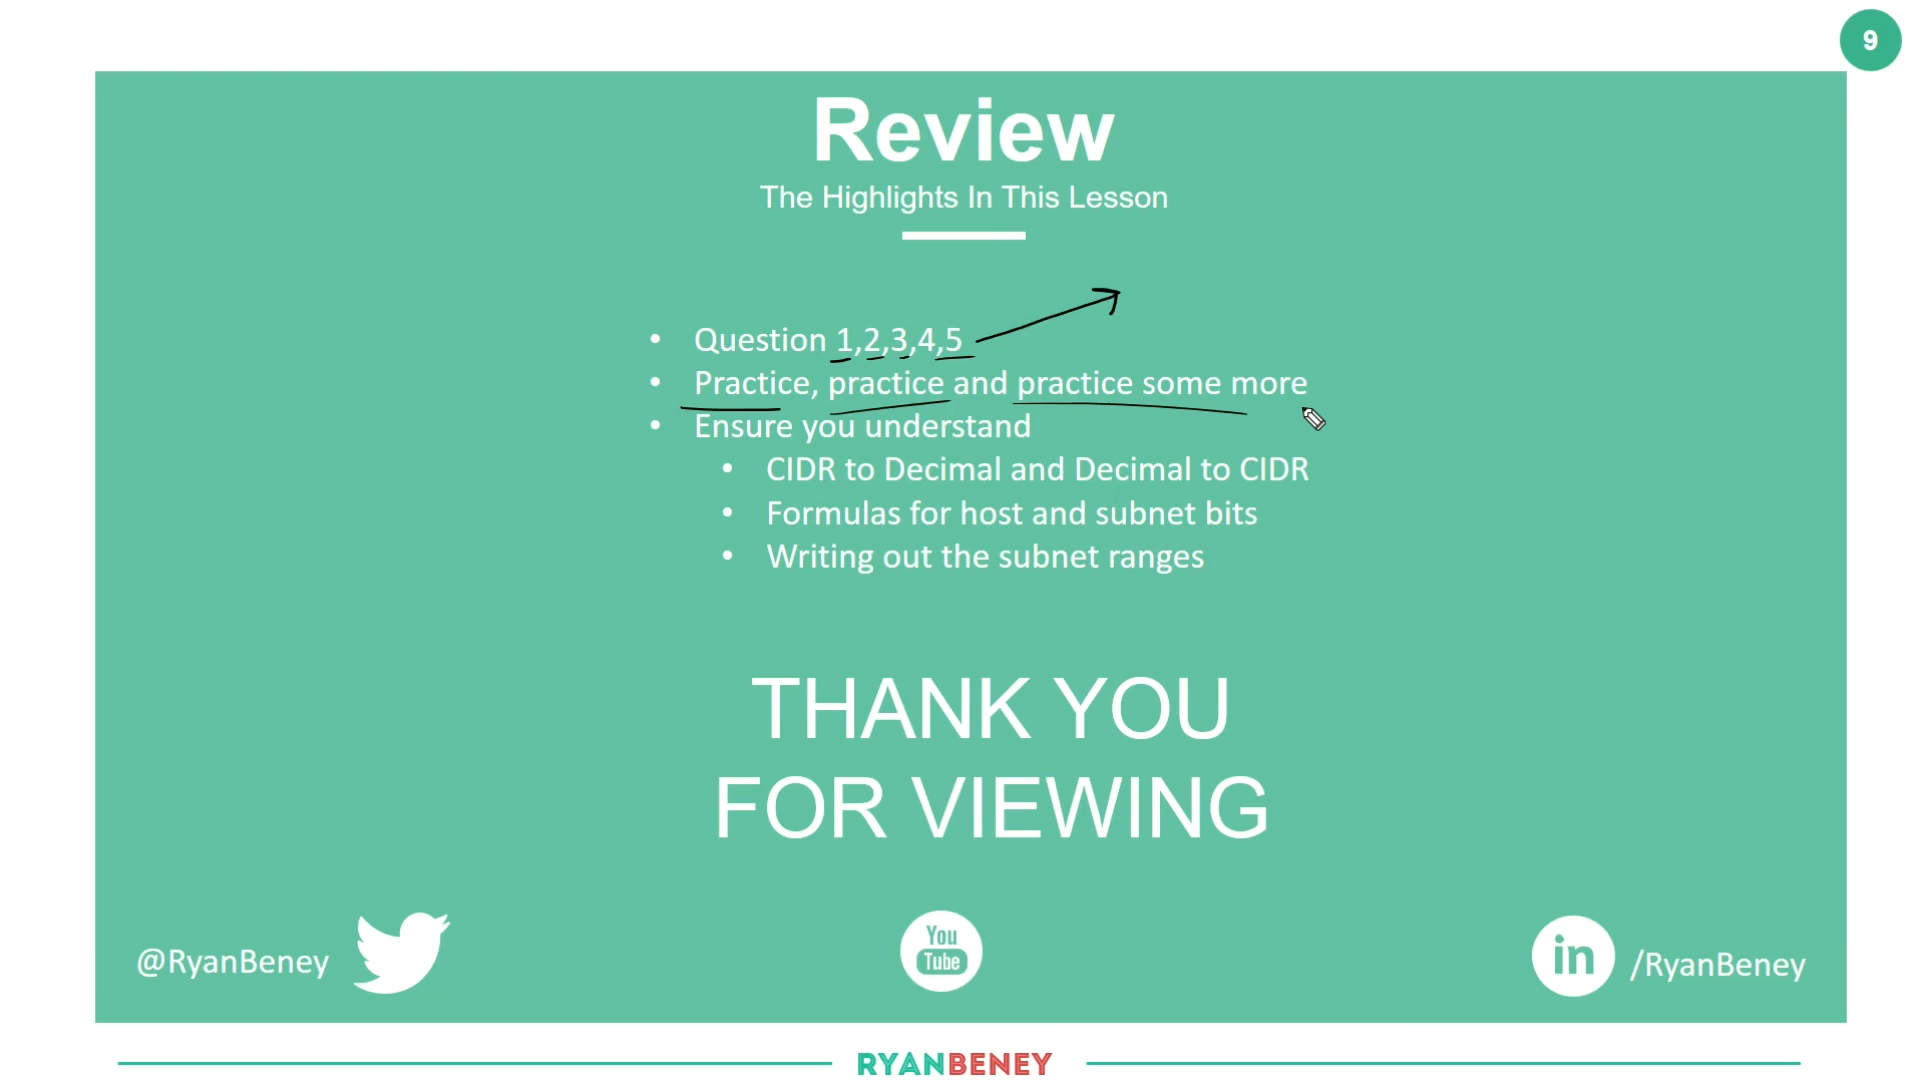 9
Review
The Highlights In This Lesson
• Question 1,2,3,4,5
• Practice, practice and practice some more
• Ensure you understand
• CIDR to Decimal and Decimal to CIDR
• Formulas for host and subnet bits
• Writing out the subnet ranges
THANK YOU
FOR VIEWING
@RyanBeney
You
Tube
in /RyanBeney
RYANBENEY